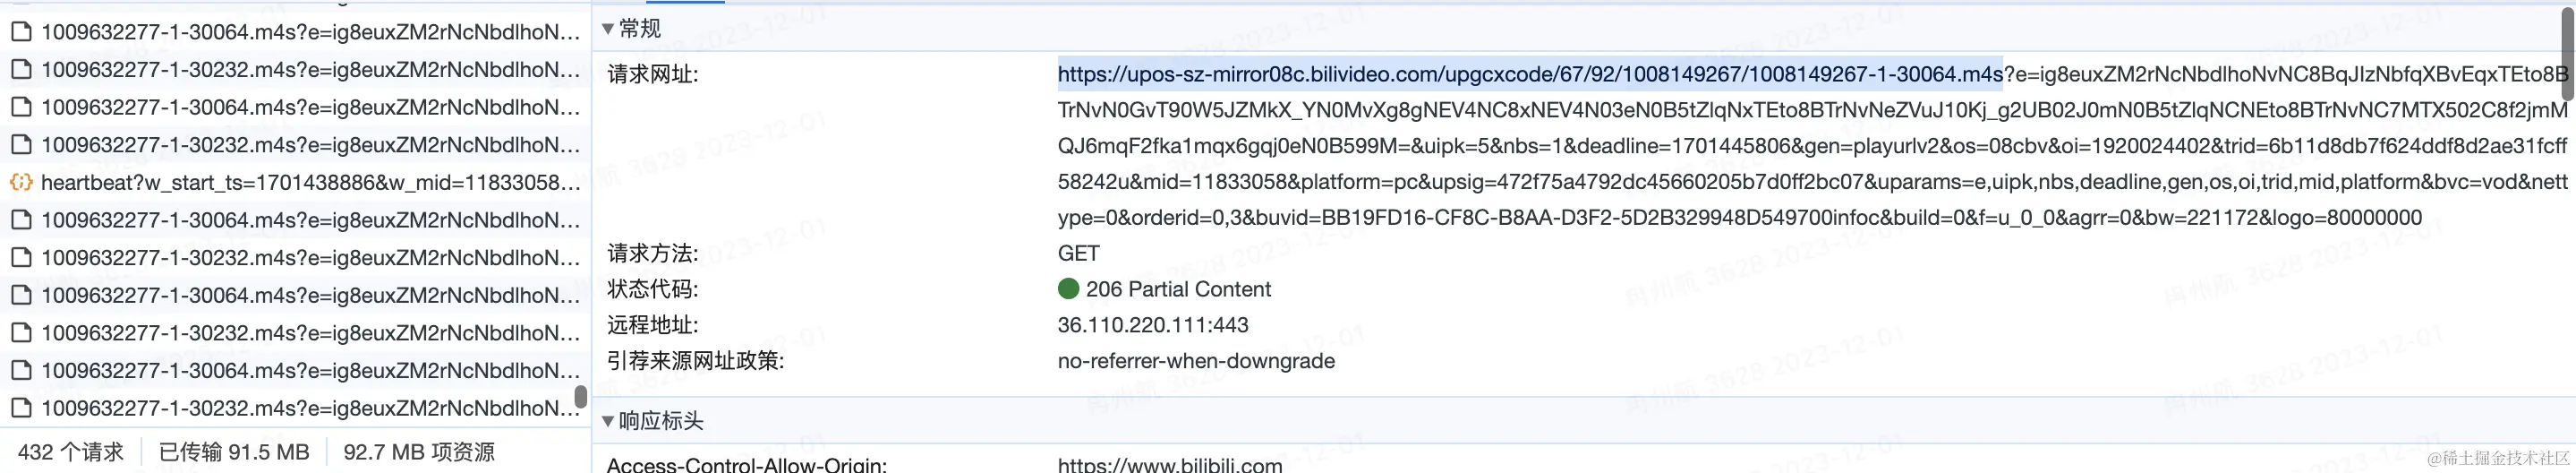 1009632277-1-30064.m4s?e=ig8euxZM2rNcNbdlhoN...
1009632277-1-30232.m4s?e=ig8euxZM2rNcNbdlhoN...
1009632277-1-30064.m4s?e=ig8euxZM2rNcNbdlhoN...
1009632277-1-30232.m4s?e=ig8euxZM2rNcNbdlhoN...
heartbeat?w_start_ts=1701438886&w_mid=11833058...
1009632277-1-30064.m4s?e=ig8euxZM2rNcNbdlhoN...
1009632277-1-30232.m4s?e=ig8euxZM2rNcNbdlhoN...
1009632277-1-30064.m4s?e=ig8euxZM2rNcNbdlhoN...
1009632277-1-30232.m4s?e=ig8euxZM2rNcNbdlhoN...
1009632277-1-30064.m4s?e=ig8euxZM2rNcNbdlhoN...
1009632277-1-30232.m4s?e=ig8euxZM2rNcNbdlhoN...
432 个请求 已传输 91.5 MB 92.7 MB 项资源
常规
请求网址: https://upos-sz-mirror08c.bilivideo.com/upgcxcode/67/92/1008149267/1008149267-1-30064.m4s?e=ig8euxZM2rNcNbdlhoNvNC8BqJIzNbfqXBvEqxTEto8B
TrNvN0GvT90W5JZMkX_YN0MvXg8gNEV4NC8xNEV4N03eN0B5tZlqNxTEto8BTrNvNeZVuJ10Kj_g2UB02J0mN0B5tZlqNCNEto8BTrNvNC7MTX502C8f2jmM
QJ6mqF2fka1mqx6gqj0eN0B599M=&uipk=5&nbs=1&deadline=1701445806&gen=playurlv2&os=08cbv&oi=1920024402&trid=6b11d8db7f624ddf8d2ae31fcff
58242u&mid=11833058&platform=pc&upsig=472f75a4792dc45660205b7d0ff2bc07&uparams=e,uipk,nbs,deadline,gen,os,oi,trid,mid,platform&bvc=vod&nett
ype=0&orderid=0,3&buvid=BB19FD16-CF8C-B8AA-D3F2-5D2B329948D549700infoc&build=0&f=u_0_0&agrr=0&bw=221172&logo=80000000
请求方法: GET
状态代码: 206 Partial Content
远程地址: 36.110.220.111:443
引荐来源网址政策: no-referrer-when-downgrade
响应标头
Access-Control-Allow-Origin: https://www.bilibili.com
@稀土掘金技术社区